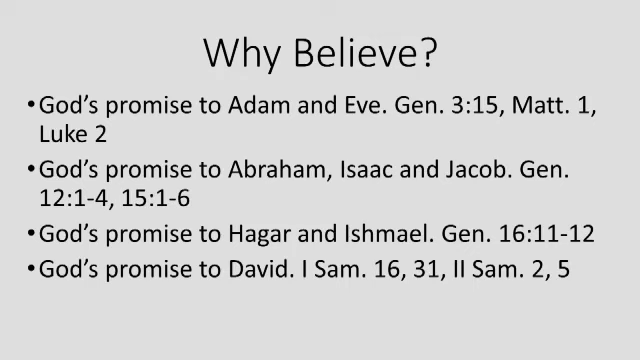 Why Believe?
•God's promise to Adam and Eve. Gen. 3:15, Matt. 1,
Luke 2
•God's promise to Abraham, Isaac and Jacob. Gen.
12:1-4, 15:1-6
•God's promise to Hagar and Ishmael. Gen. 16:11-12
•God's promise to David. I Sam. 16, 31, II Sam. 2, 5